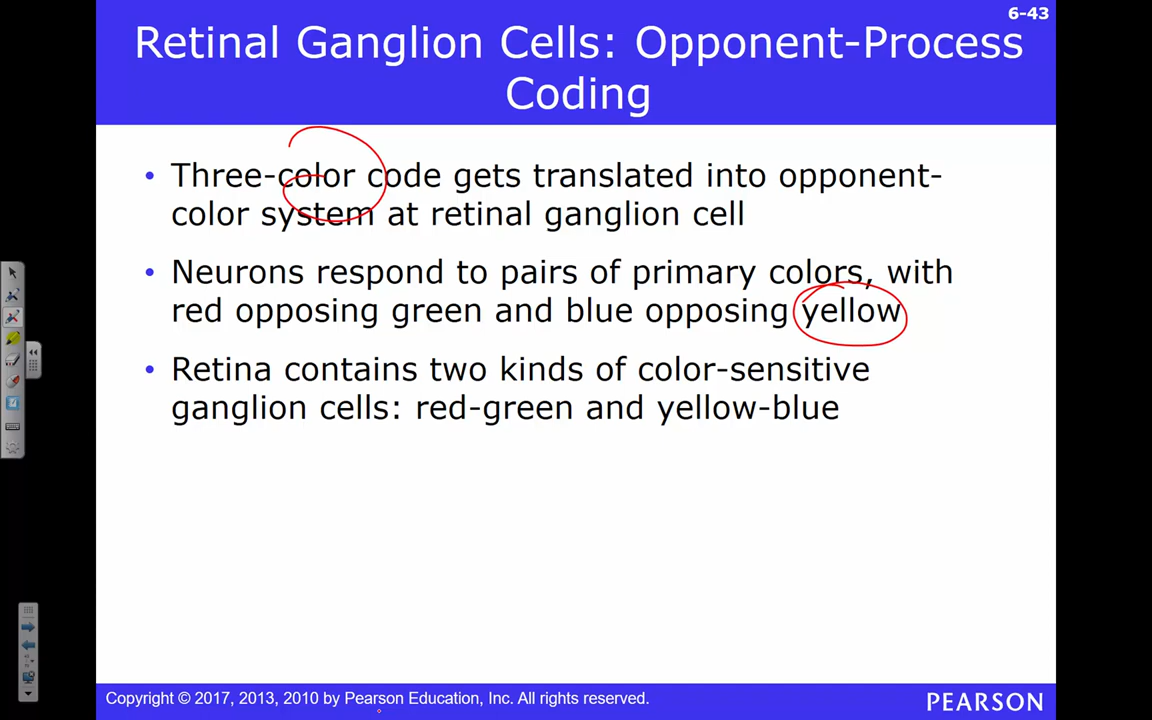 6-43
Retinal Ganglion Cells: Opponent-Process
Coding
• Three-color code gets translated into opponent-
color system at retinal ganglion cell
• Neurons respond to pairs of primary colors, with
red opposing green and blue opposing yellow
• Retina contains two kinds of color-sensitive
ganglion cells: red-green and yellow-blue
Copyright © 2017, 2013, 2010 by Pearson Education, Inc. All rights reserved.
PEARSON